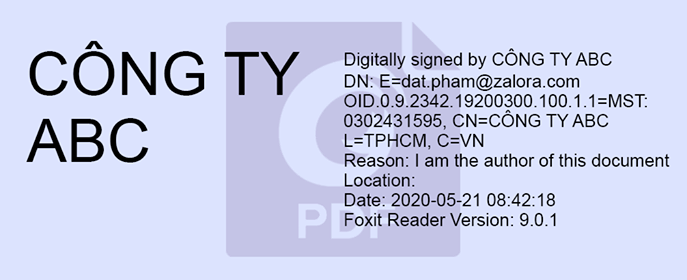 CÔNG TY
ABC
Digitally signed by CÔNG TY ABC
DN: E=dat.pham@zalora.com
OID.0.9.2342.19200300.100.1.1=MST:
0302431595, CN=CÔNG TY ABC
L=TPHCM, C=VN
Reason: I am the author of this document
Location:
Date: 2020-05-21 08:42:18
Foxit Reader Version: 9.0.1
PDF